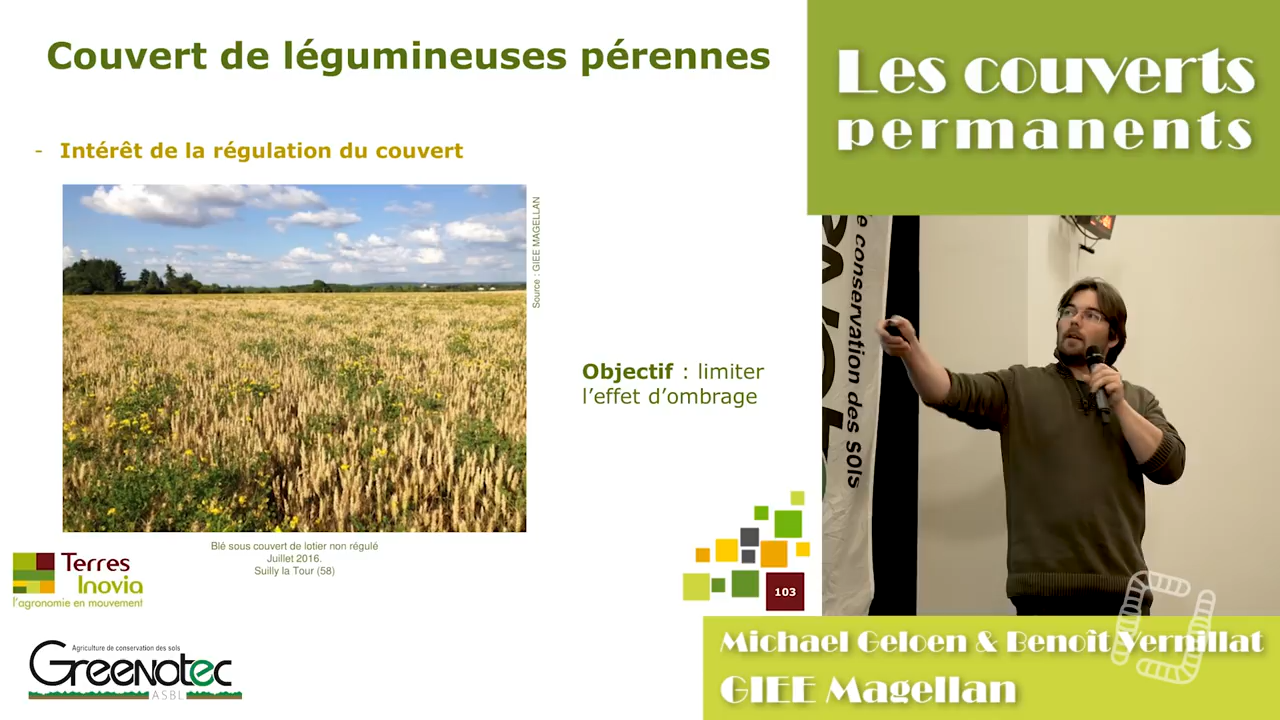 Couvert de légumineuses pérennes
- Intérêt de la régulation du couvert
Source : GIEE MAGELLAN
Objectif : limiter
l'effet d'ombrage
Blé sous couvert de lotier non régulé
Juillet 2016.
Suilly la Tour (58)
Terres
Inovia
l'agronomie en mouvement
103
Agriculture de conservation des sols
Greenotec
ASBL
Les couverts
permanents
e conservation des sols
Michael Geloen & Benoît Vernillat
GIEE Magellan